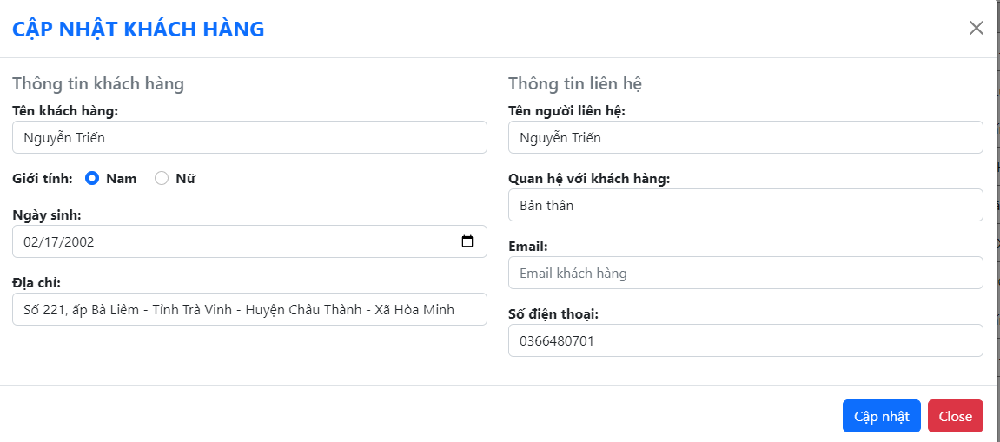 CẬP NHẬT KHÁCH HÀNG
Thông tin khách hàng
Tên khách hàng:
Nguyễn Triến
Giới tính: Nam Nữ
Ngày sinh:
02/17/2002
Địa chỉ:
Số 221, ấp Bà Liêm - Tỉnh Trà Vinh - Huyện Châu Thành - Xã Hòa Minh
Thông tin liên hệ
Tên người liên hệ:
Nguyễn Triến
Quan hệ với khách hàng:
Bản thân
Email:
Email khách hàng
Số điện thoại:
0366480701
Cập nhật
Close